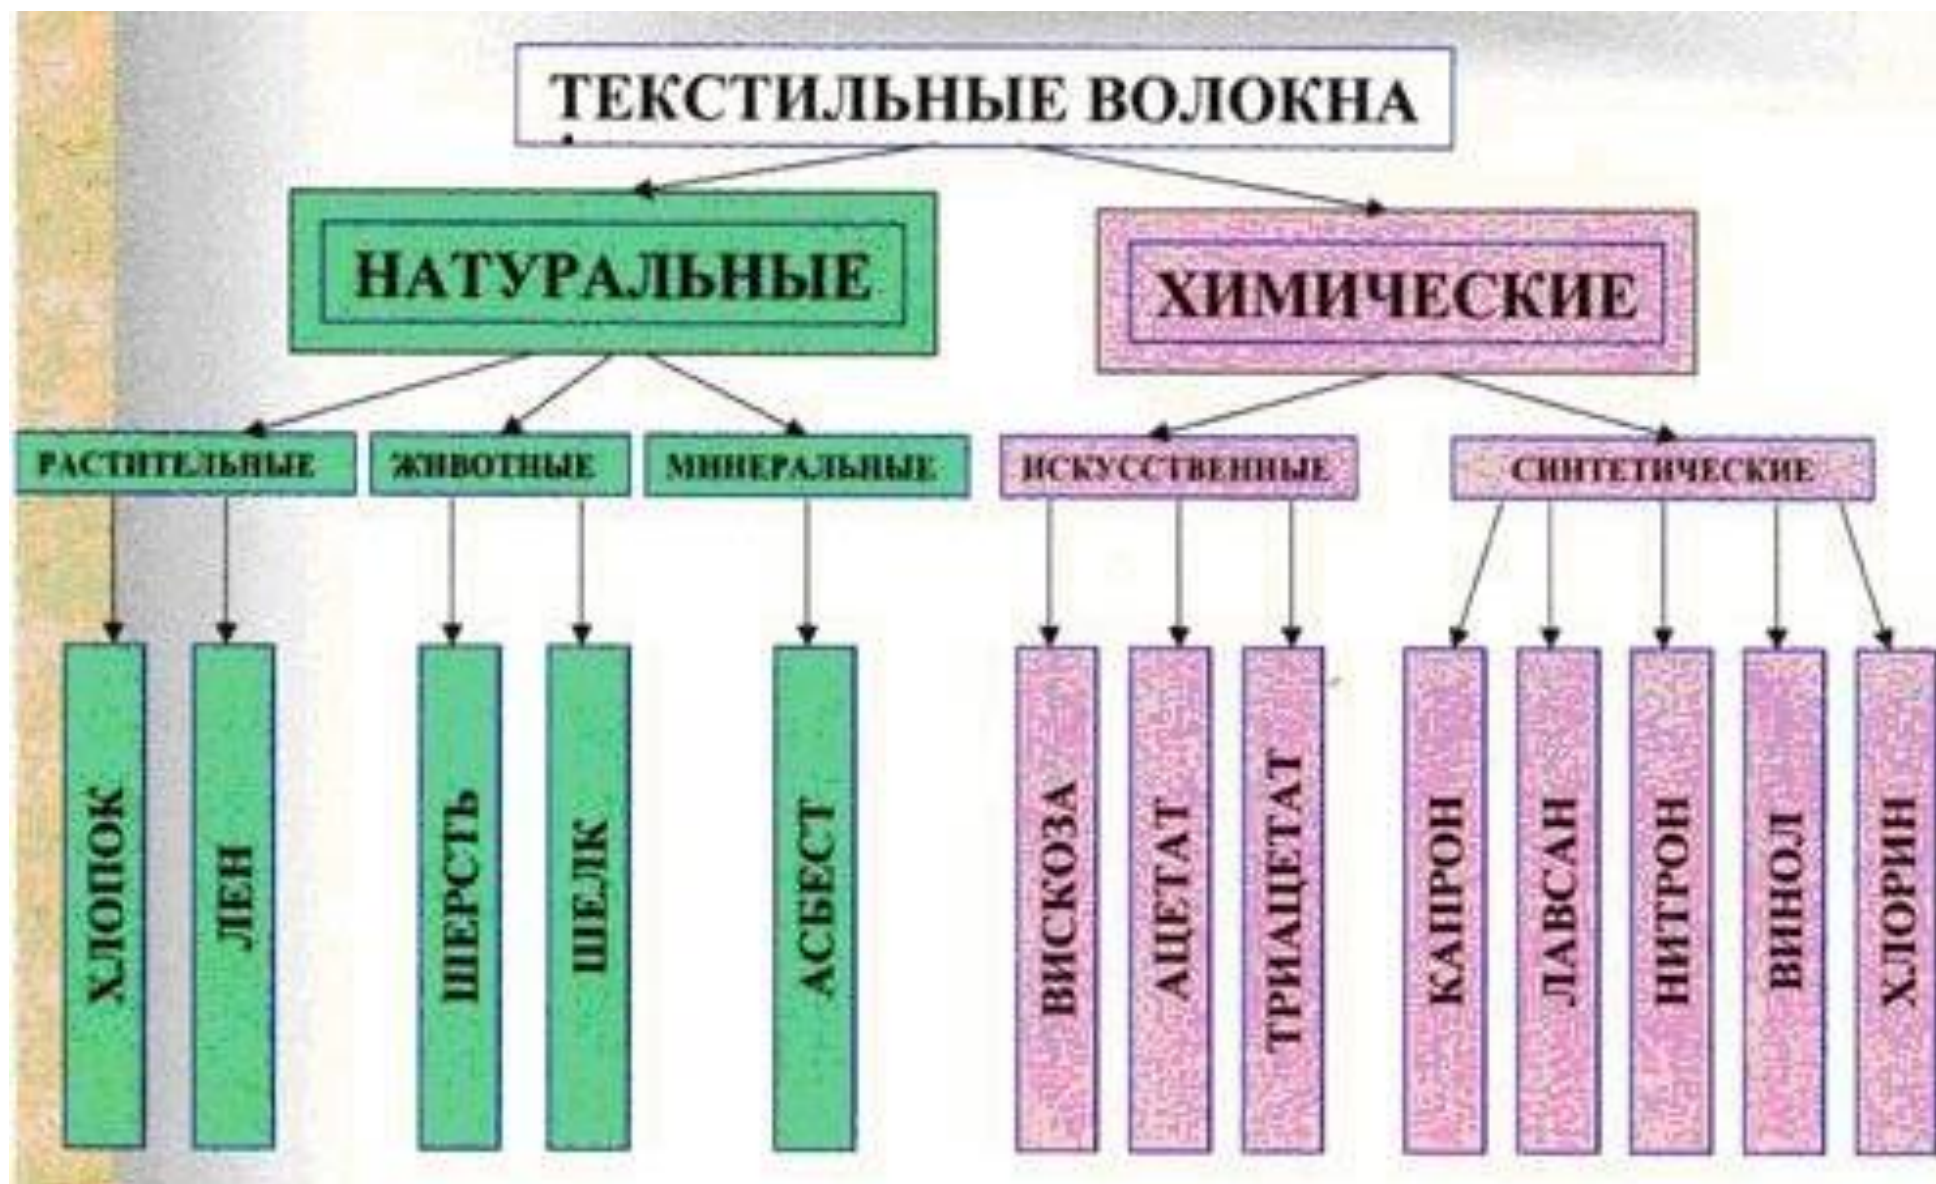 ТЕКСТИЛЬНЫЕ ВОЛОКНА
НАТУРАЛЬНЫЕ
ХИМИЧЕСКИЕ
РАСТИТЕЛЬНЫЕ
ЖИВОТНЫЕ
МИНЕРАЛЬНЫЕ
ИСКУССТВЕННЫЕ
СИНТЕТИЧЕСКИЕ
ХЛОПОК
ЛЕН
ШЕРСТЬ
ШЕЛК
АСБЕСТ
ВИСКОЗА
АЦЕТАТ
ТРИАЦЕТАТ
КАПРОН
ЛАВСАН
НИТРОН
ВИНОЛ
ХЛОРИН